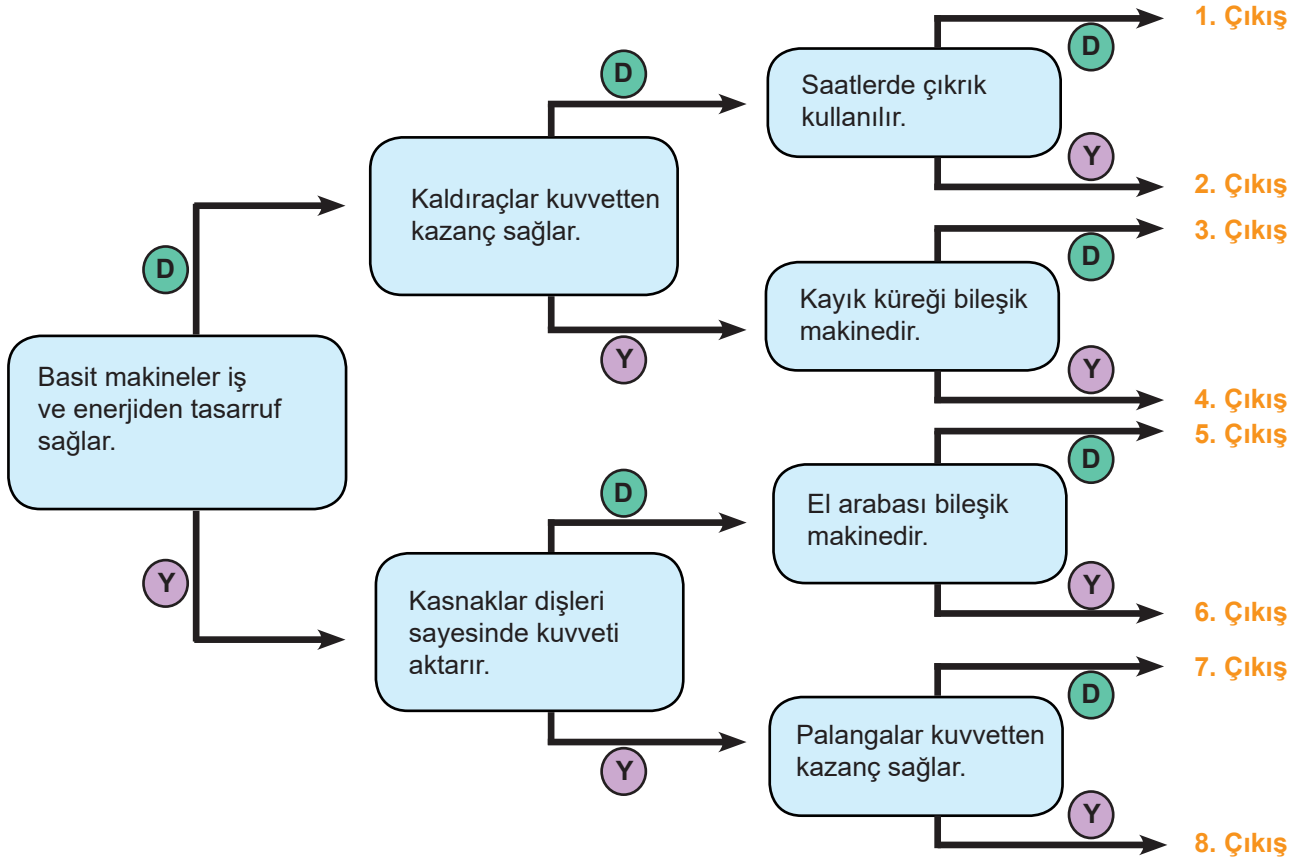 1. Çıkış
D
D
Saatlerde çıkrık
kullanılır.
Y
2. Çıkış
Kaldıraçlar kuvvetten
kazanç sağlar.
3. Çıkış
D
D
Kayık küreği bileşik
makinedir.
Y
Y
4. Çıkış
Basit makineler iş
ve enerjiden tasarruf
sağlar.
5. Çıkış
D
D
El arabası bileşik
makinedir.
Y
Y
6. Çıkış
Kasnaklar dişleri
sayesinde kuvveti
aktarır.
7. Çıkış
D
Palangalar kuvvetten
kazanç sağlar.
Y
Y
8. Çıkış